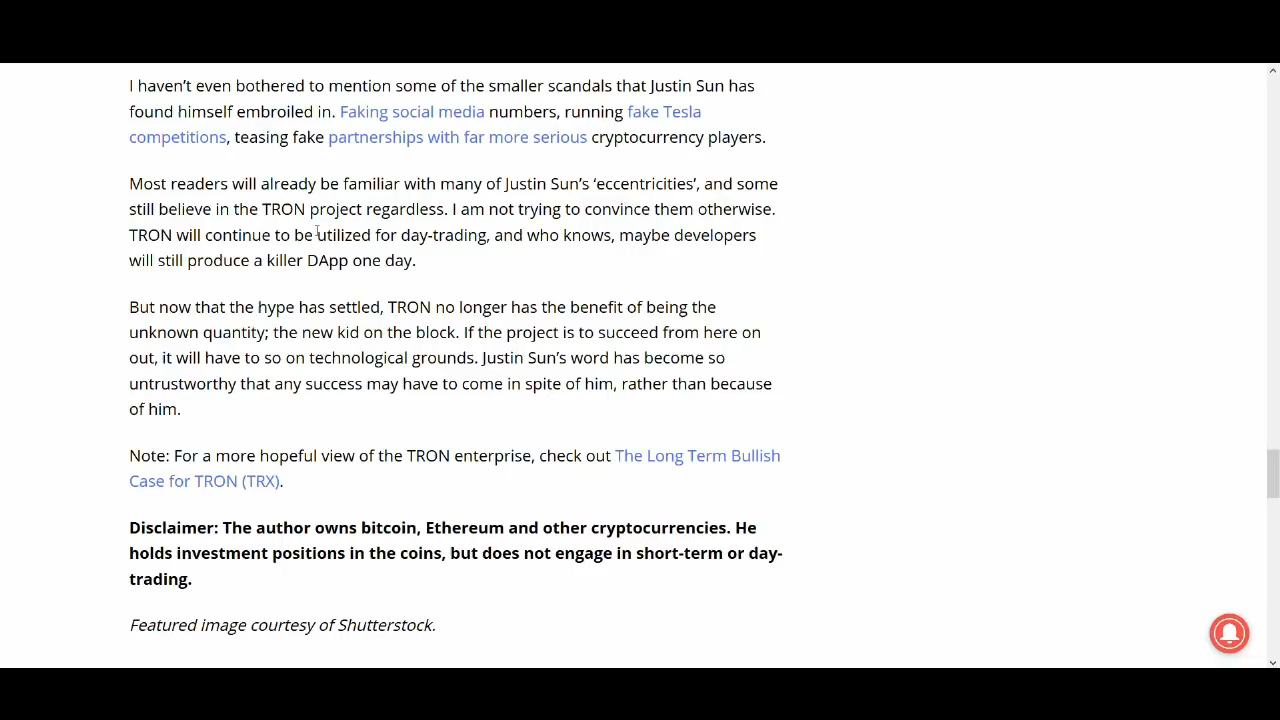 I haven’t even bothered to mention some of the smaller scandals that Justin Sun has
found himself embroiled in. Faking social media numbers, running fake Tesla
competitions, teasing fake partnerships with far more serious cryptocurrency players.
Most readers will already be familiar with many of Justin Sun’s ‘eccentricities’, and some
still believe in the TRON project regardless. I am not trying to convince them otherwise.
TRON will continue to be utilized for day-trading, and who knows, maybe developers
will still produce a killer DApp one day.
But now that the hype has settled, TRON no longer has the benefit of being the
unknown quantity; the new kid on the block. If the project is to succeed from here on
out, it will have to so on technological grounds. Justin Sun’s word has become so
untrustworthy that any success may have to come in spite of him, rather than because
of him.
Note: For a more hopeful view of the TRON enterprise, check out The Long Term Bullish
Case for TRON (TRX).
Disclaimer: The author owns bitcoin, Ethereum and other cryptocurrencies. He
holds investment positions in the coins, but does not engage in short-term or day-
trading.
Featured image courtesy of Shutterstock.